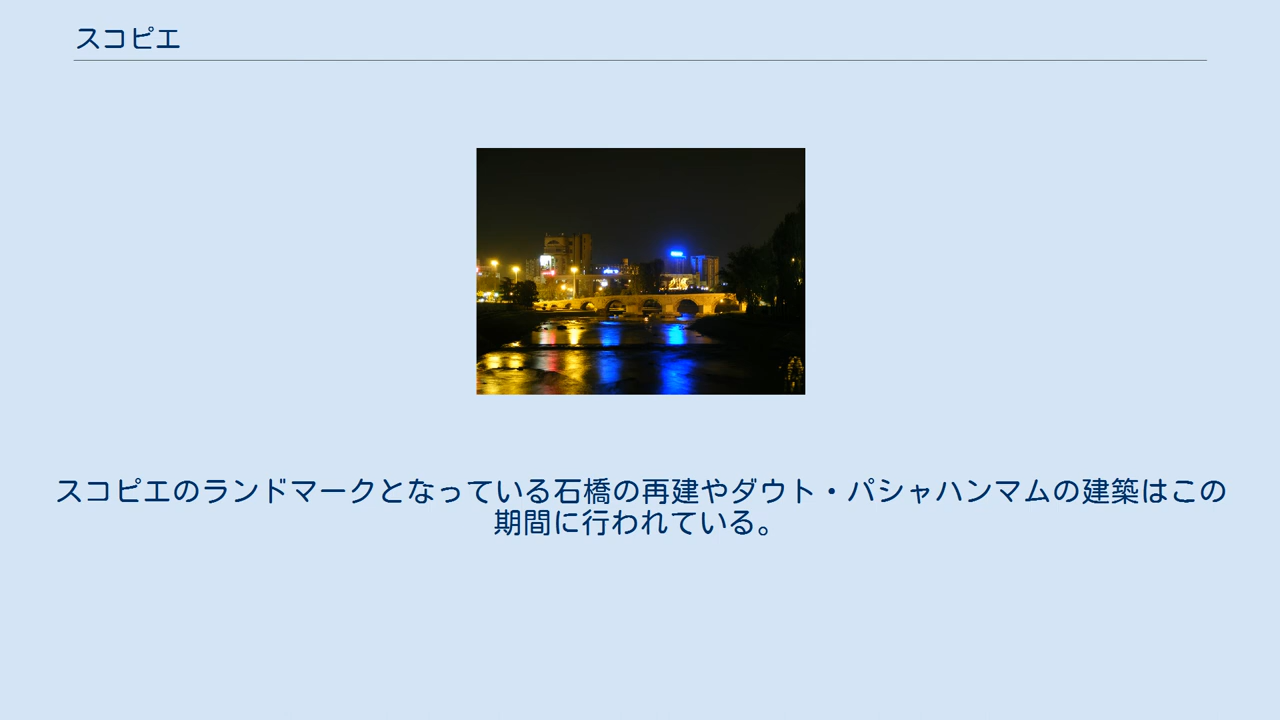 スコピエ
スコピエのランドマークとなっている石橋の再建やダウト・パシャハンマムの建築はこの
期間に行われている。